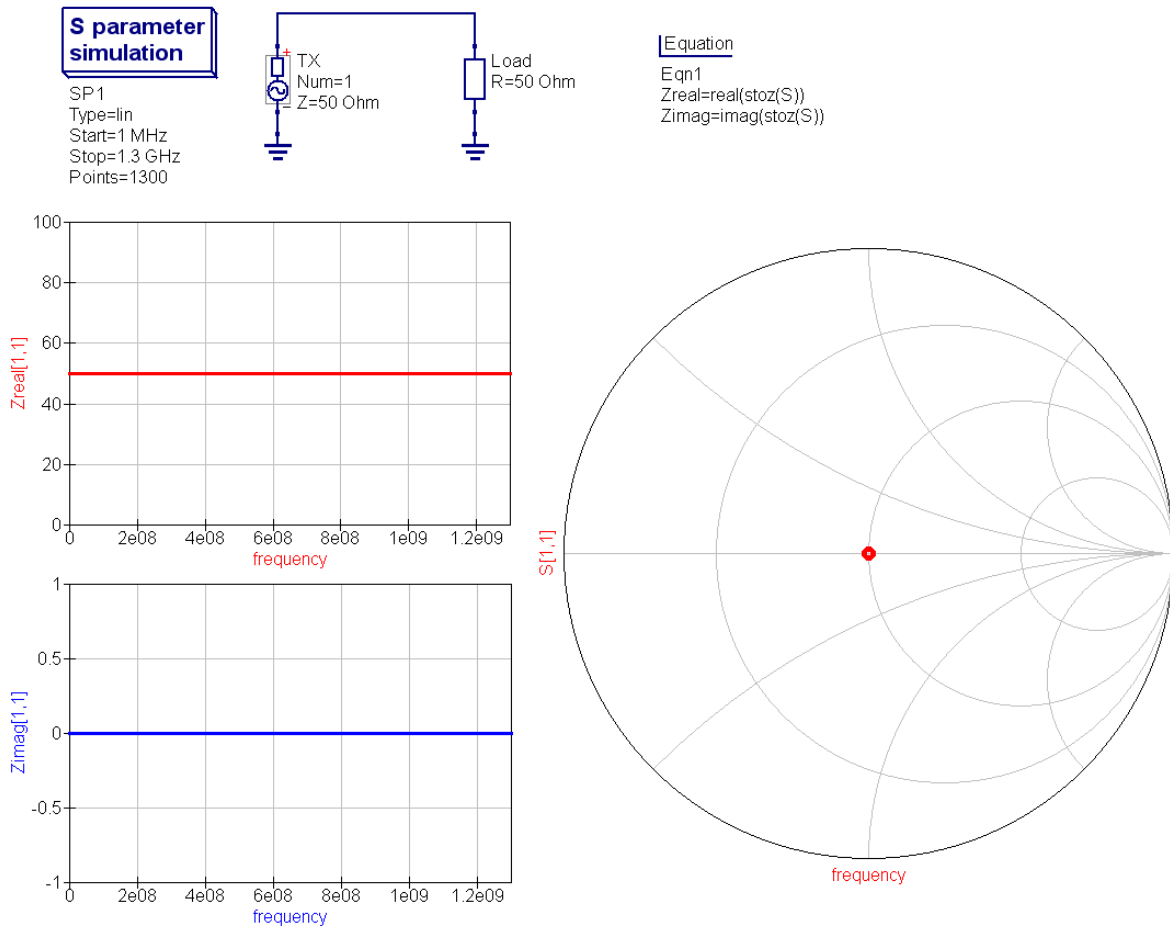 S parameter
simulation
SP1
Type=lin
Start=1 MHz
Stop=1.3 GHz
Points=1300
+
TX
Num=1
Z=50 Ohm
Load
R=50 Ohm
Equation
Eqn1
Zreal=real(stoz(S))
Zimag=imag(stoz(S))
100
80
60
40
20
0
Zreal[1,1]
0 2e08 4e08 6e08 8e08 1e09 1.2e09
frequency
1
0.5
0
-0.5
-1
Zimag[1,1]
0 2e08 4e08 6e08 8e08 1e09 1.2e09
frequency
S[1,1]
frequency